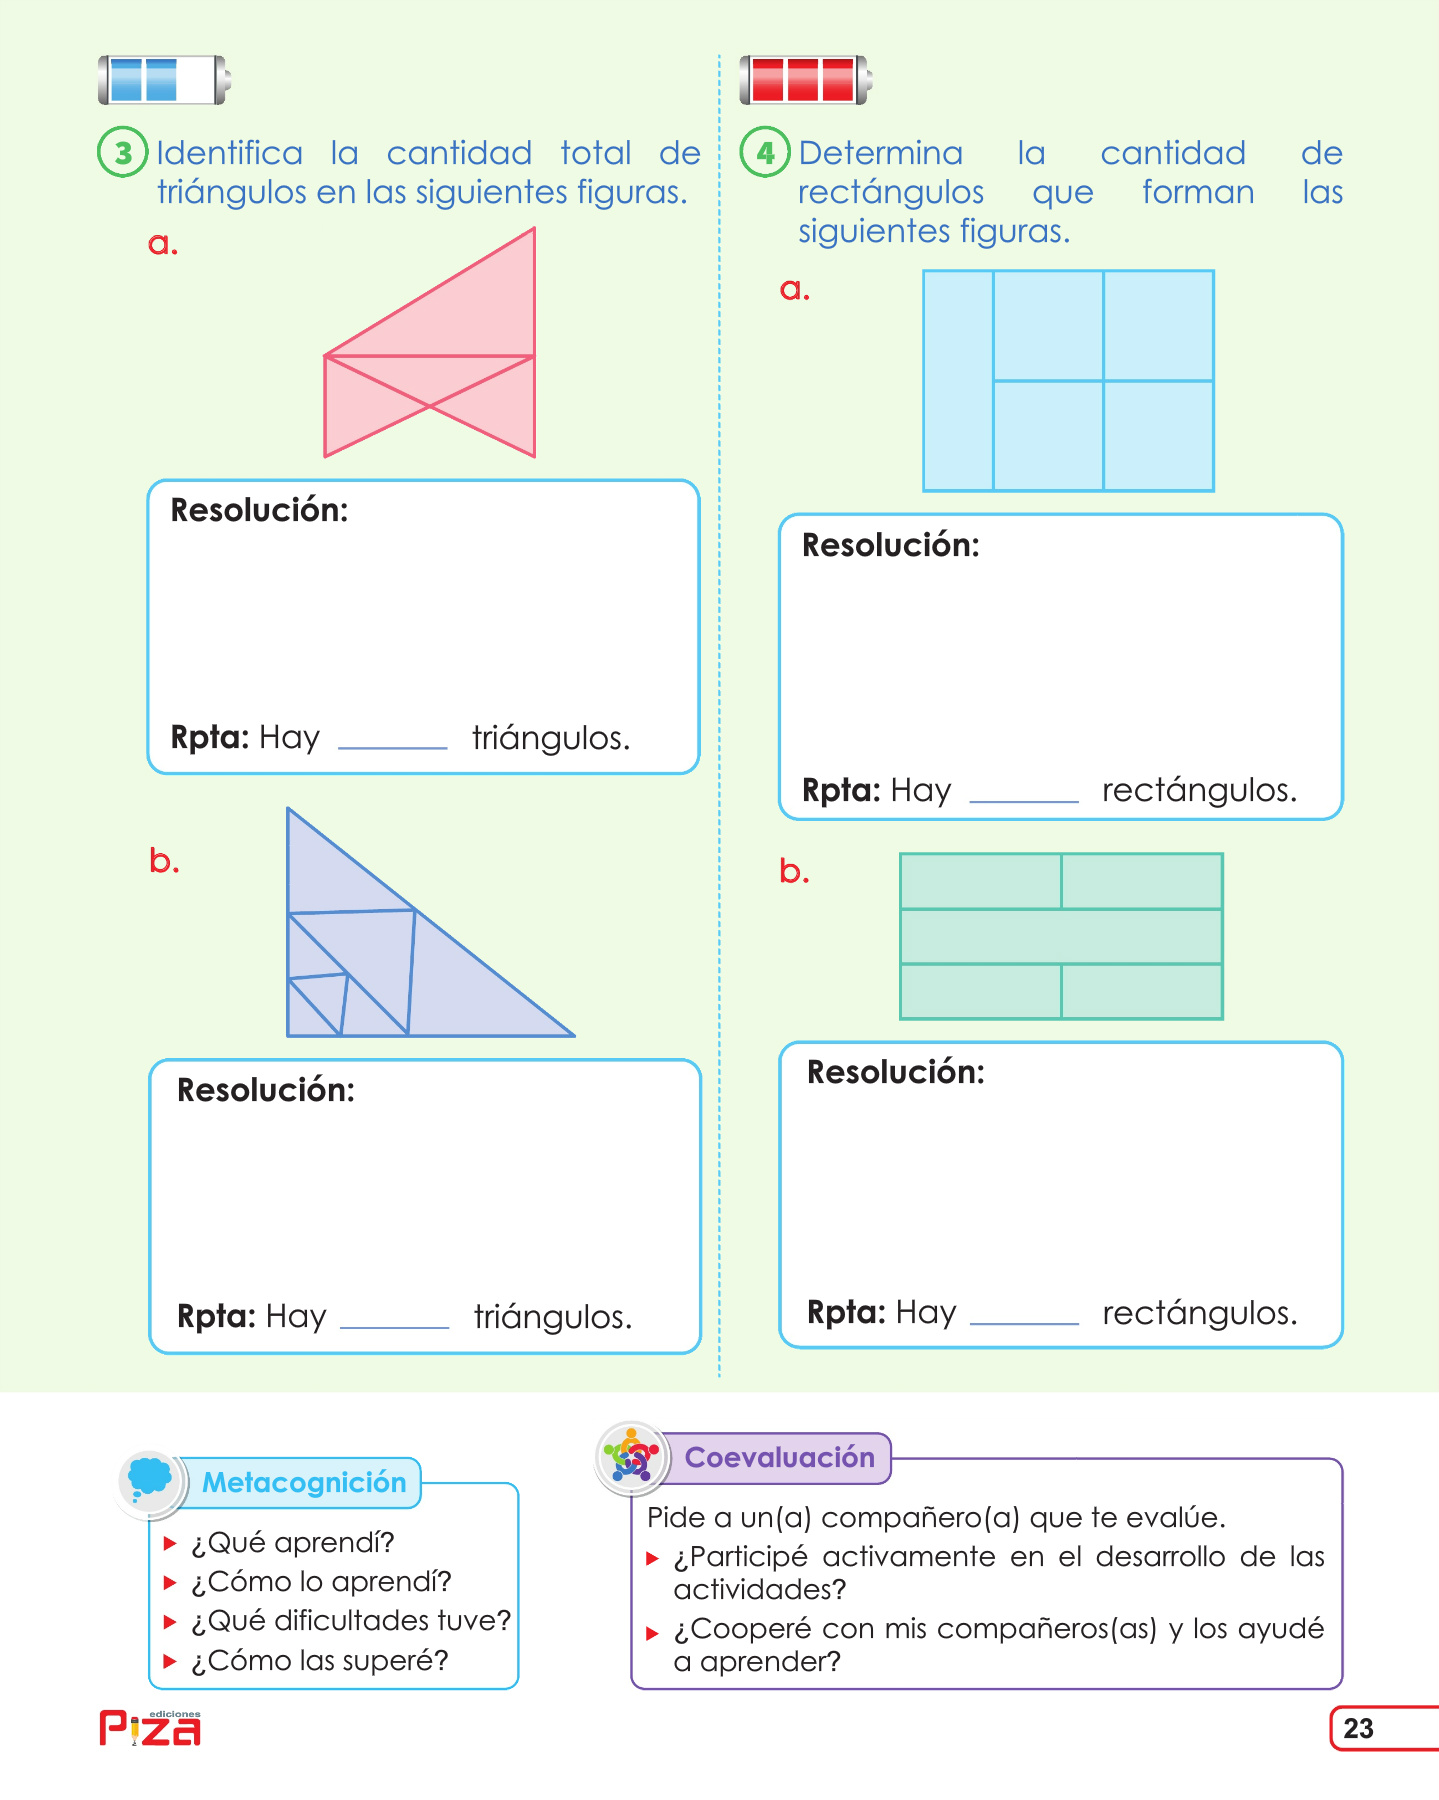 3 Identifica la cantidad total de
triángulos en las siguientes figuras.
a.
Resolución:
Rpta: Hay ______ triángulos.
b.
Resolución:
Rpta: Hay ______ triángulos.
4 Determina la cantidad de
rectángulos que forman las
siguientes figuras.
a.
Resolución:
Rpta: Hay ______ rectángulos.
b.
Resolución:
Rpta: Hay ______ rectángulos.
Metacognición
¿Qué aprendí?
¿Cómo lo aprendí?
¿Qué dificultades tuve?
¿Cómo las superé?
Coevaluación
Pide a un(a) compañero(a) que te evalúe.
¿Participé activamente en el desarrollo de las
actividades?
¿Cooperé con mis compañeros(as) y los ayudé
a aprender?
ediciones
Piza
23